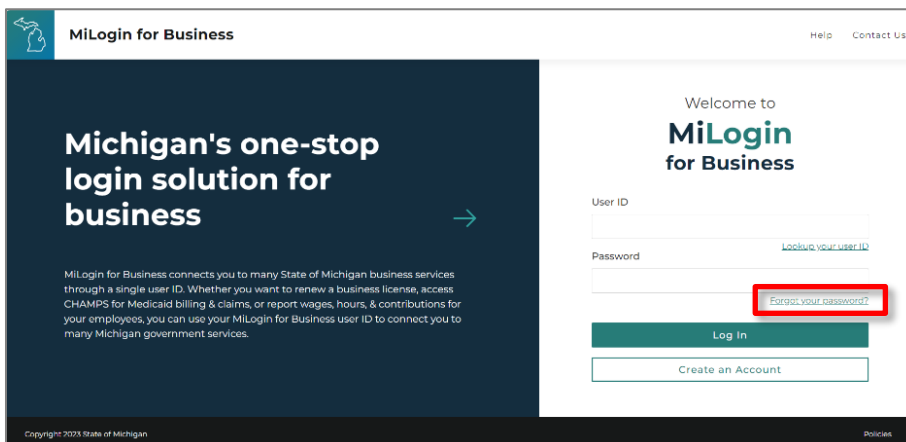 MiLogin for Business
Help Contact Us
Michigan's one-stop
login solution for
business
MiLogin for Business connects you to many State of Michigan business services
through a single user ID. Whether you want to renew a business license, access
CHAMPS for Medicaid billing & claims, or report wages, hours, & contributions for
your employees, you can use your MiLogin for Business user ID to connect you to
many Michigan government services.
Welcome to
MiLogin
for Business
User ID
Lookup your user ID
Password
Forgot your password?
Log In
Create an Account
Copyright 2023 State of Michigan
Policies